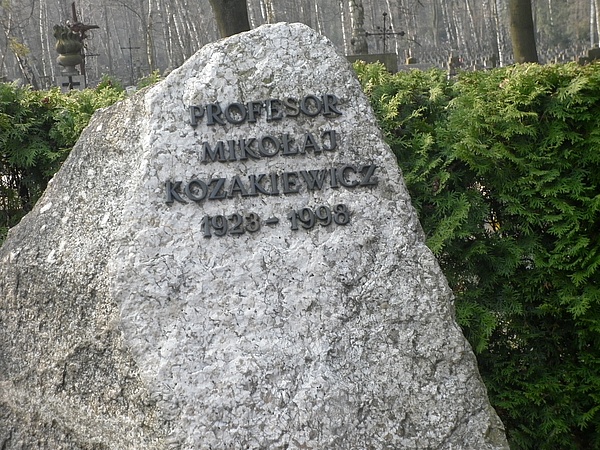 PROFESOR
MIKOŁAJ
KOZAKIEWICZ
1923 - 1998